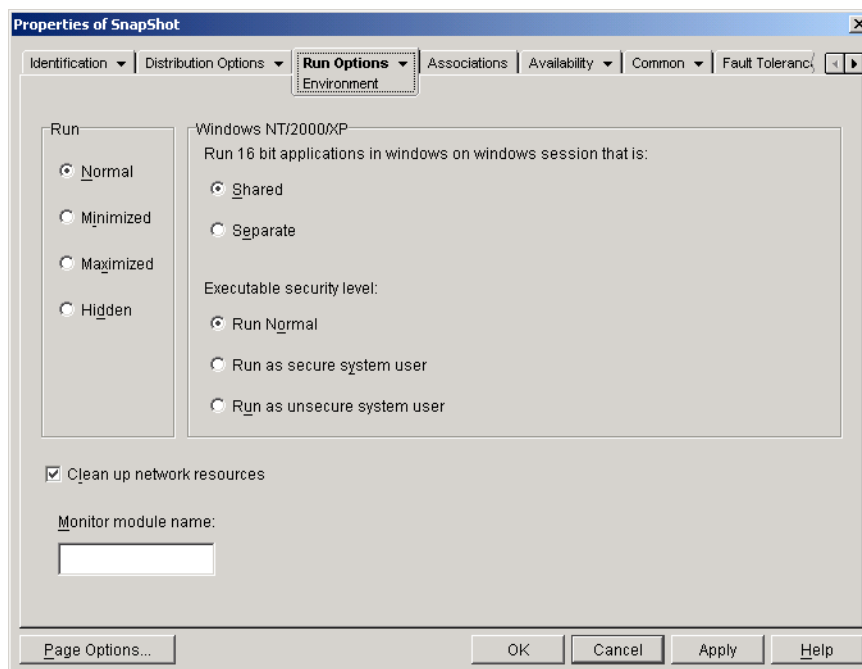 Properties of SnapShot
Identification
Distribution Options
Run Options
Associations
Availability
Common
Environment
Run
Normal
Minimized
Maximized
Hidden
Windows NT/2000/XP
Run 16 bit applications in windows on windows session that is:
Shared
Separate
Executable security level:
Run Normal
Run as secure system user
Run as unsecure system user
Clean up network resources
Monitor module name:
Page Options...
OK
Cancel
Apply
Help